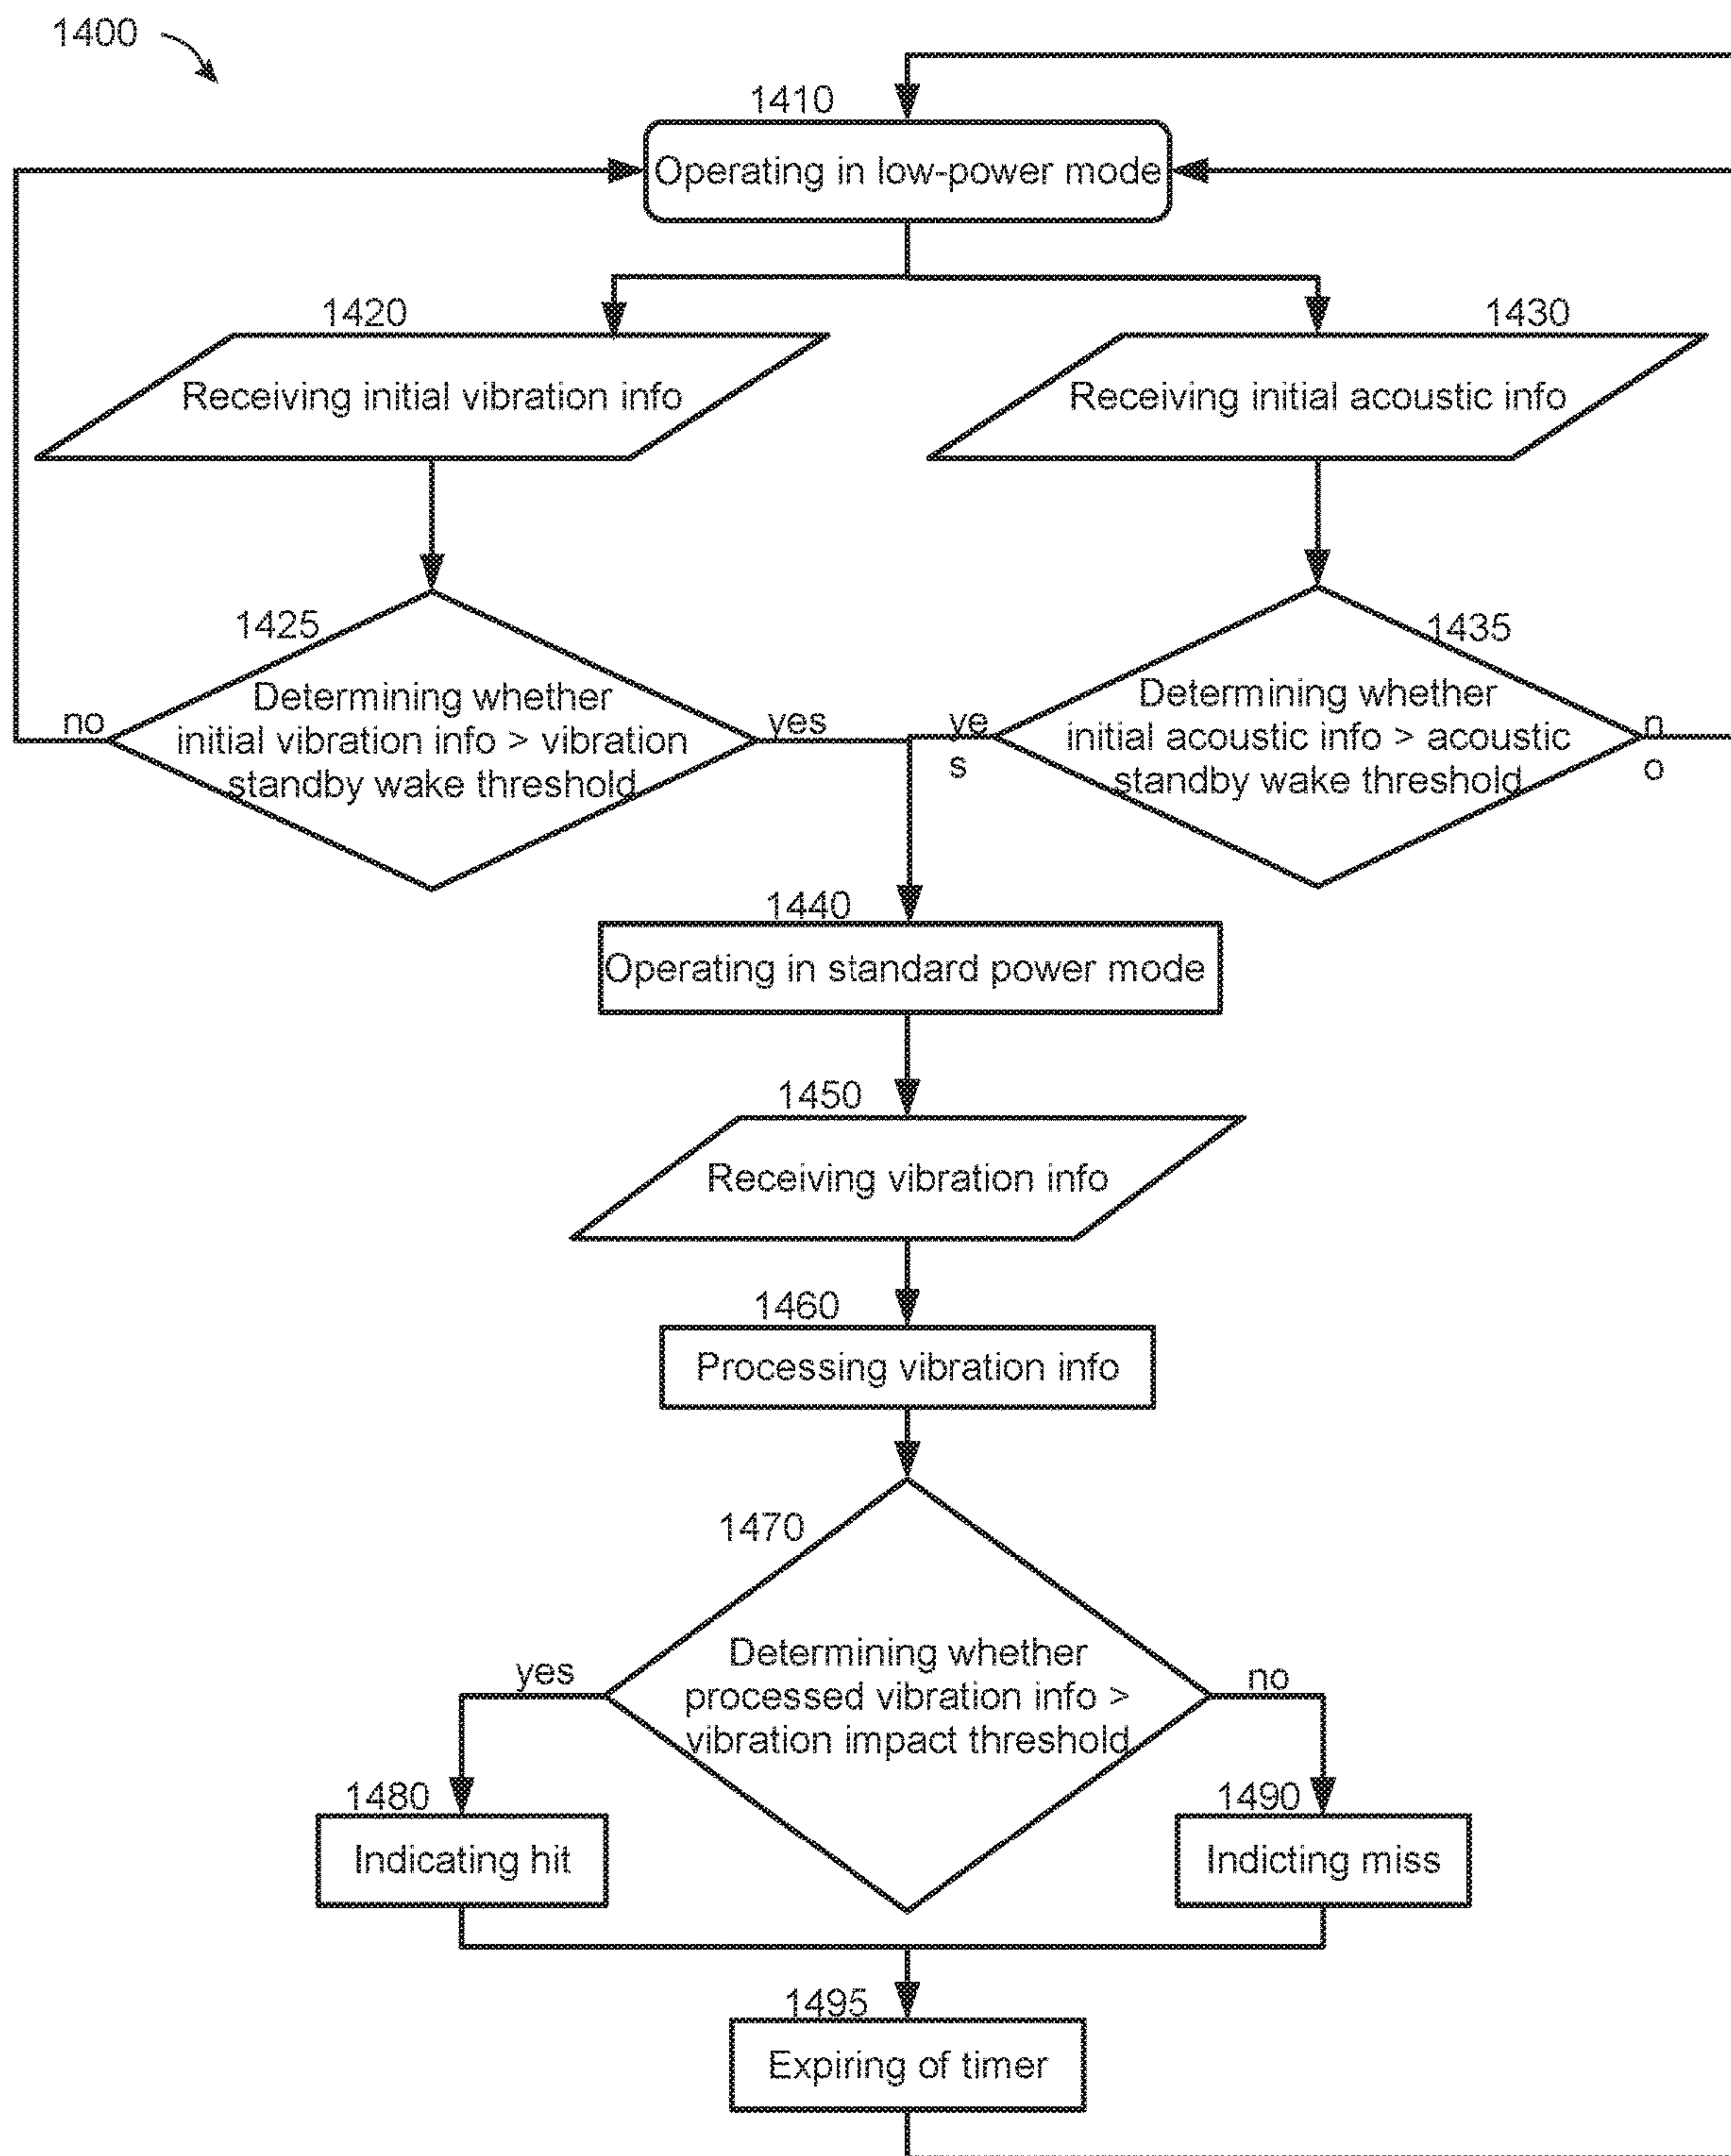 1400
1410
Operating in low-power mode
1420
1430
Receiving initial vibration info
Receiving initial acoustic info
1425
1435
Determining whether
initial vibration info > vibration
standby wake threshold
no
yes
Determining whether
initial acoustic info > acoustic
standby wake threshold
ye
s
n
o
1440
Operating in standard power mode
1450
Receiving vibration info
1460
Processing vibration info
1470
Determining whether
processed vibration info >
vibration impact threshold
yes
no
1480
1490
Indicating hit
Indicting miss
1495
Expiring of timer